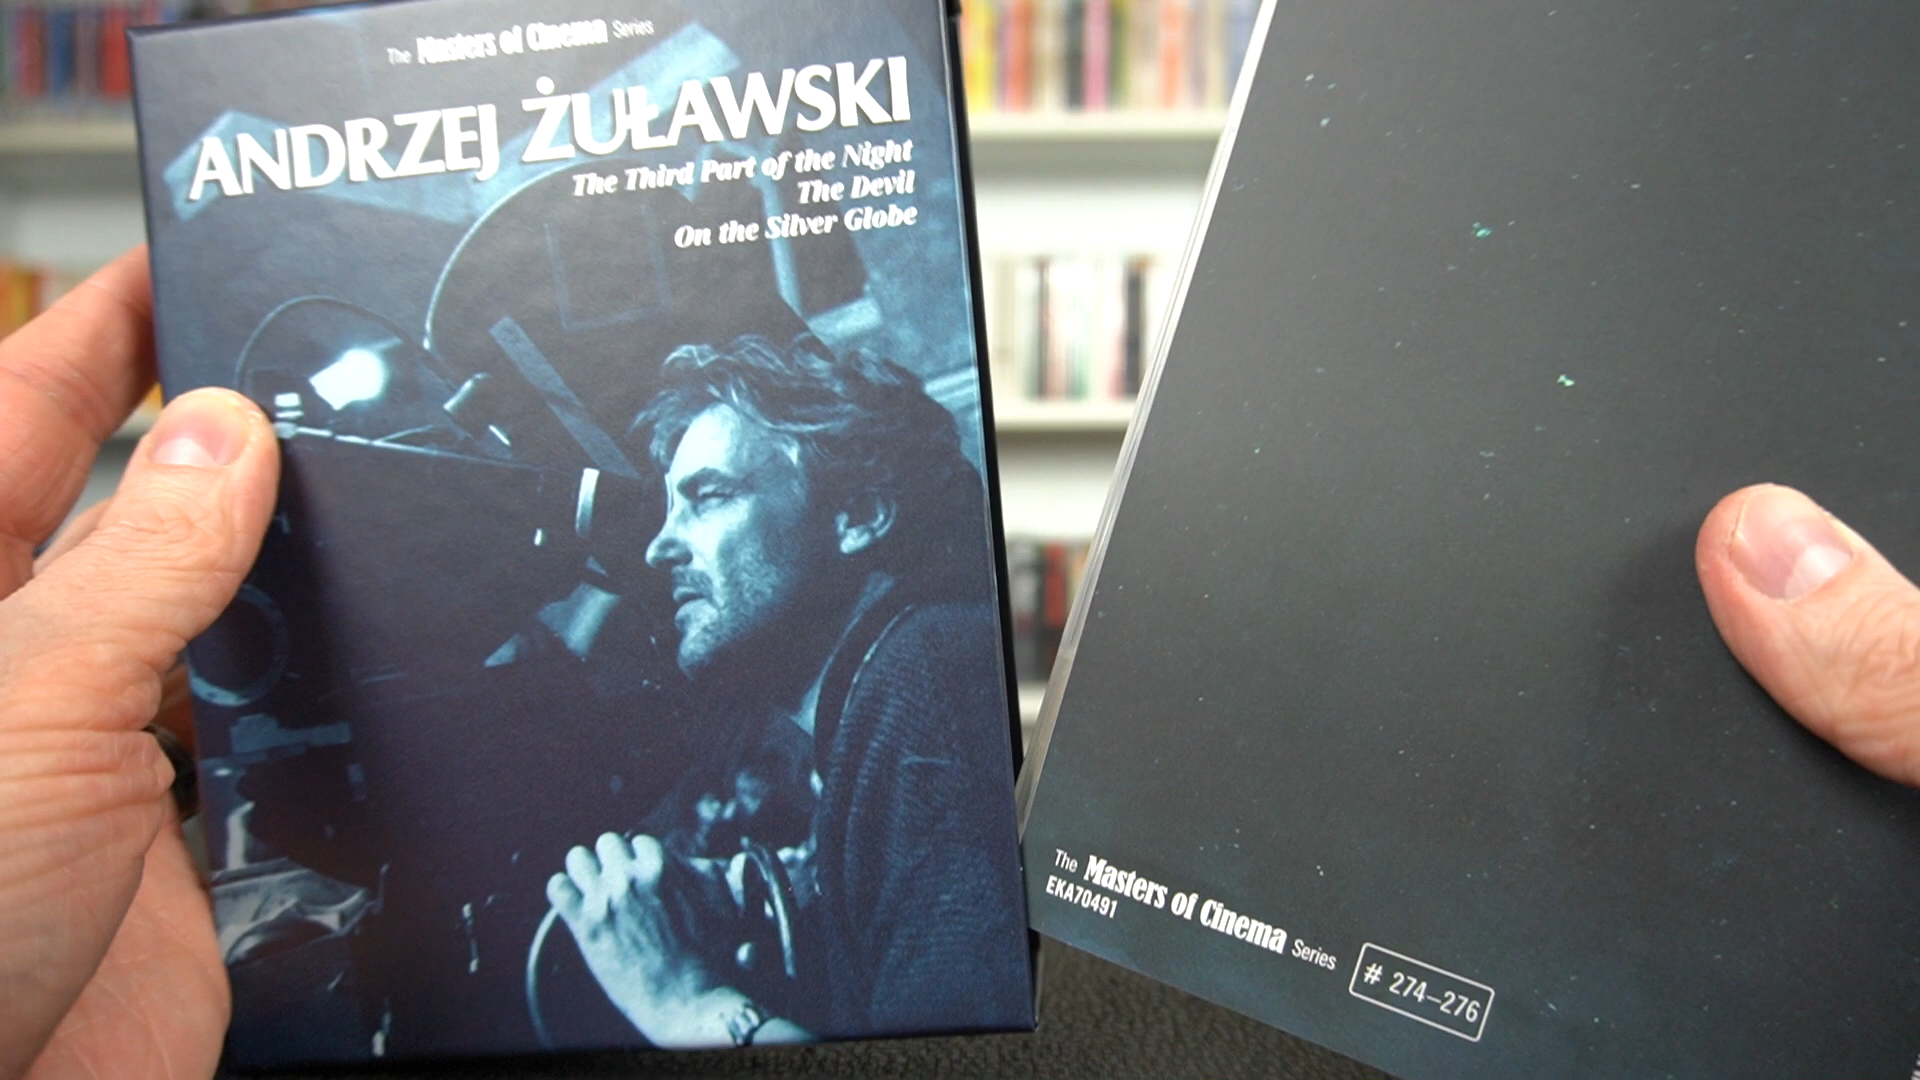 The Masters of Cinema Series
ANDRZEJ ŻUŁAWSKI
The Third Part of the Night
The Devil
On the Silver Globe
The Masters of Cinema Series
EKA70491
# 274–276